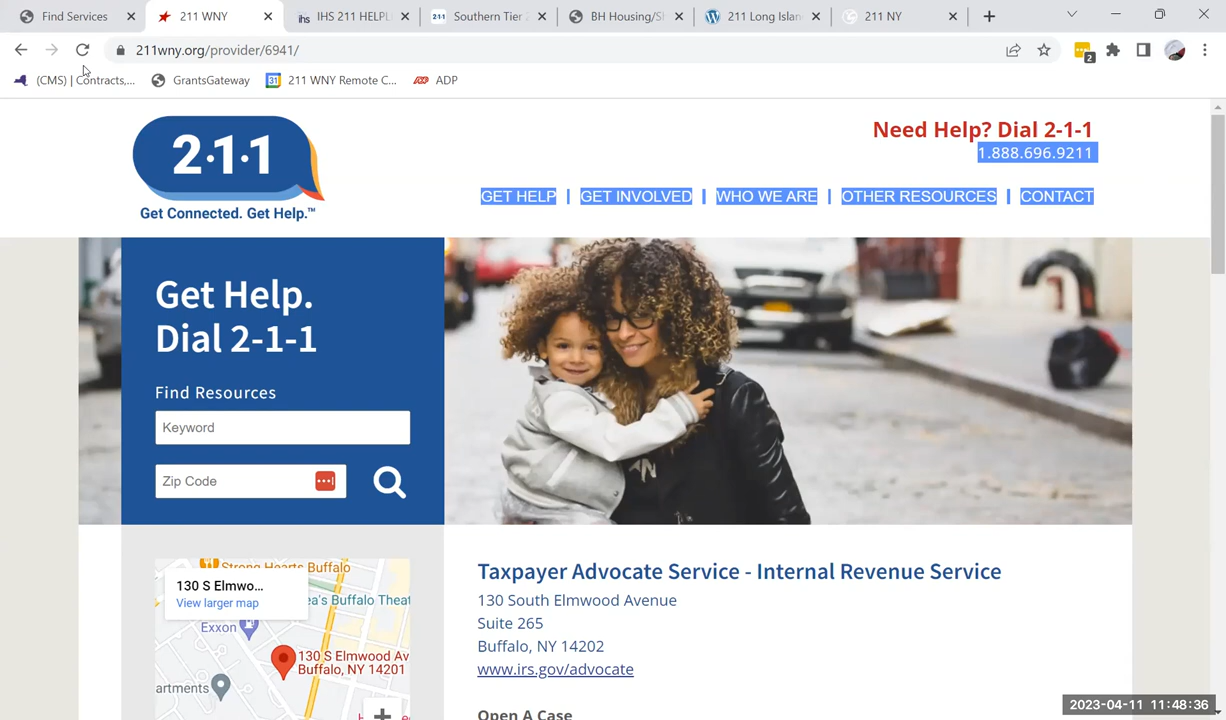 Find Services
211 WNY
IHS 211 HELPL
Southern Tier 2
BH Housing/S
211 Long Islan
211 NY
211wny.org/provider/6941/
2
(CMS) | Contracts,...
GrantsGateway
31
211 WNY Remote C...
ADP
2·1·1
Get Connected. Get Help.™
Need Help? Dial 2-1-1
1.888.696.9211
GET HELP | GET INVOLVED | WHO WE ARE | OTHER RESOURCES | CONTACT
Get Help.
Dial 2-1-1
Find Resources
Keyword
Zip Code
Strong Hearts Buffalo
130 S Elmwo...
View larger map
ea's Buffalo Theat
Exxon
130 S Elmwood Av
Buffalo, NY 14201
artments
Taxpayer Advocate Service - Internal Revenue Service
130 South Elmwood Avenue
Suite 265
Buffalo, NY 14202
www.irs.gov/advocate
Open A Case
2023-04-11 11:48:36